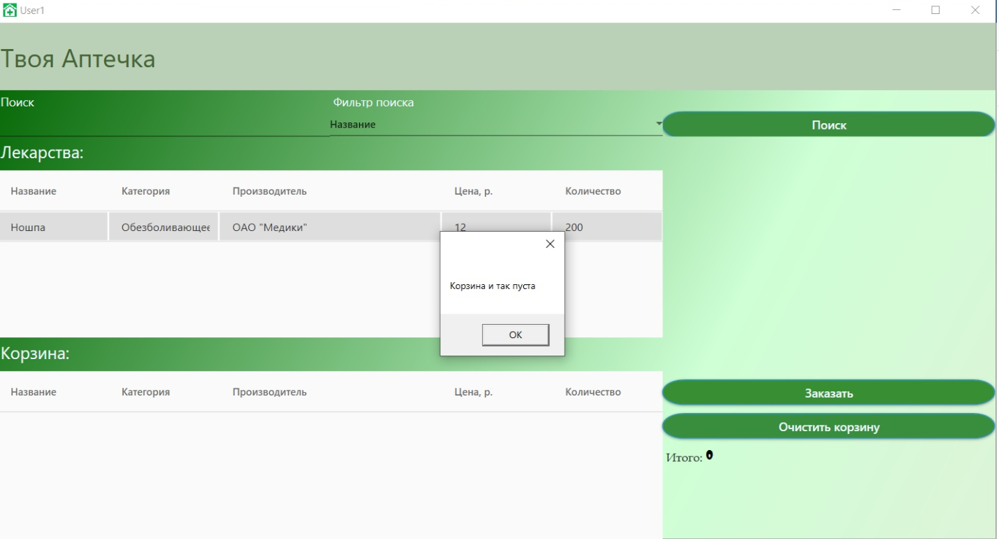 User1
Твоя Аптечка
Поиск Фильтр поиска
Название Поиск
Лекарства:
Название Категория Производитель Цена, р. Количество
Ношпа Обезболивающее ОАО "Медики" 12 200
Корзина и так пуста
ОК
Корзина:
Название Категория Производитель Цена, р. Количество
Заказать
Очистить корзину
Итого: 0